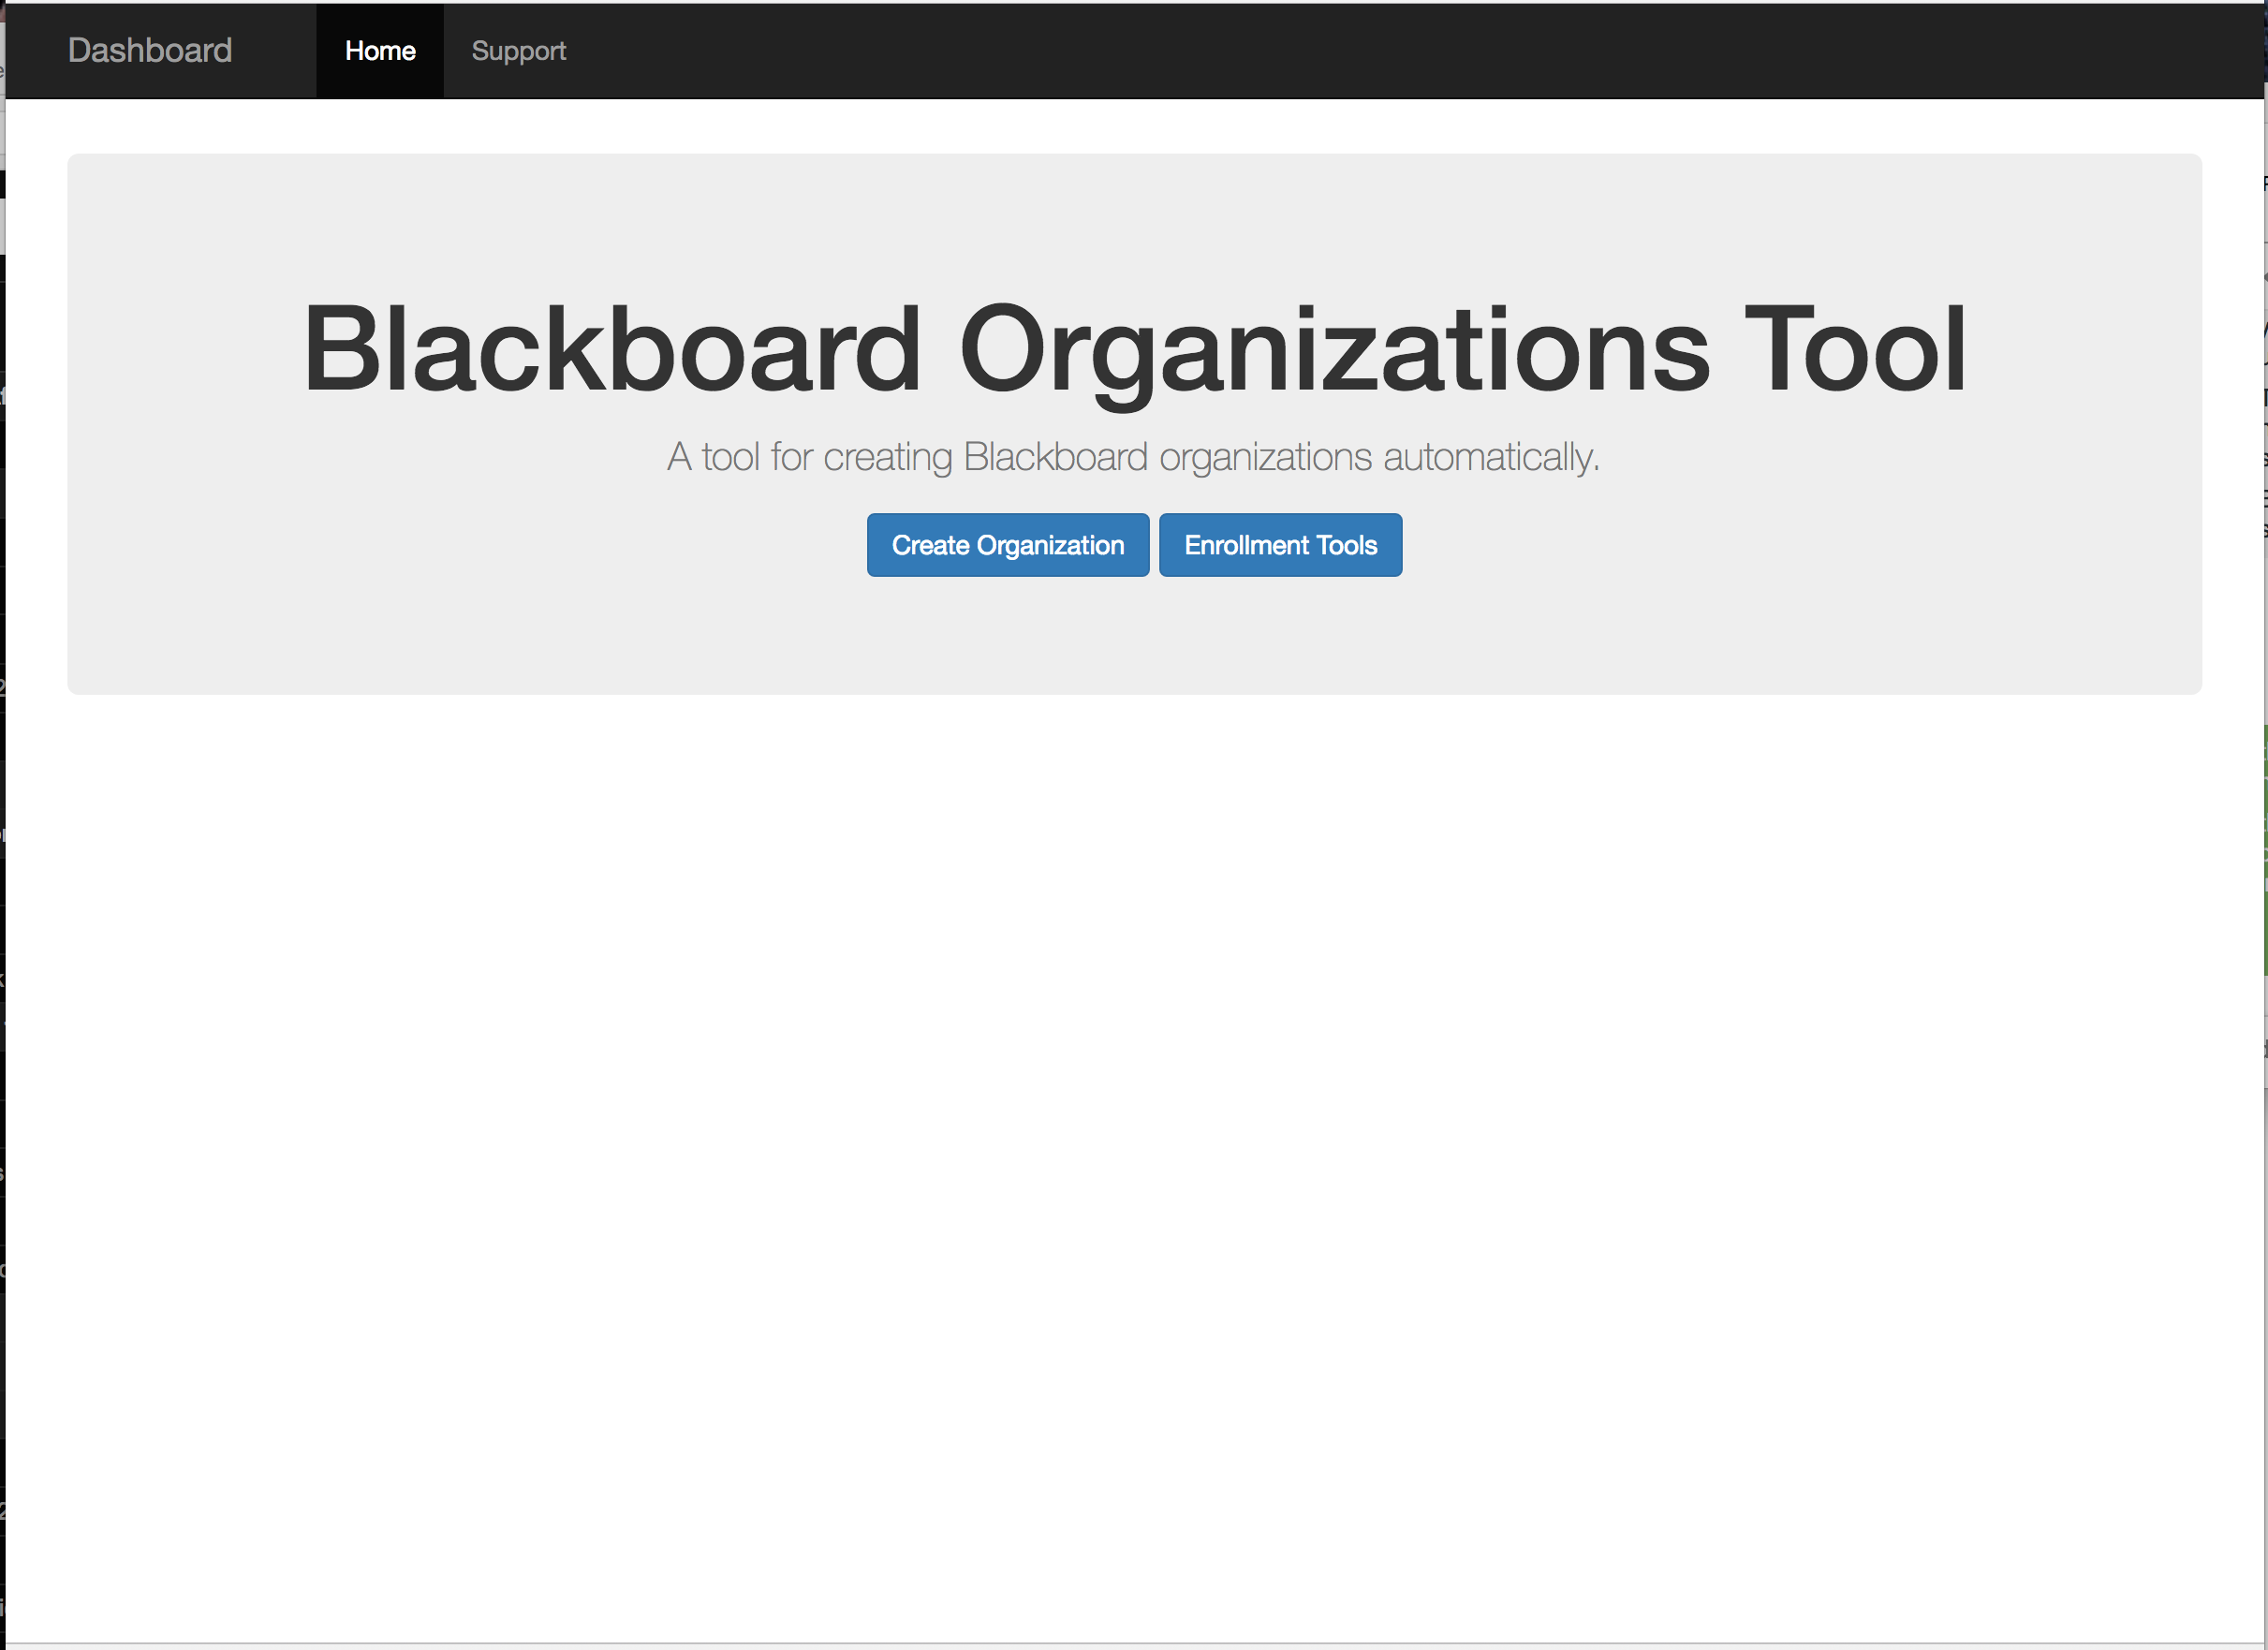 Dashboard Home Support
Blackboard Organizations Tool
A tool for creating Blackboard organizations automatically.
Create Organization Enrollment Tools